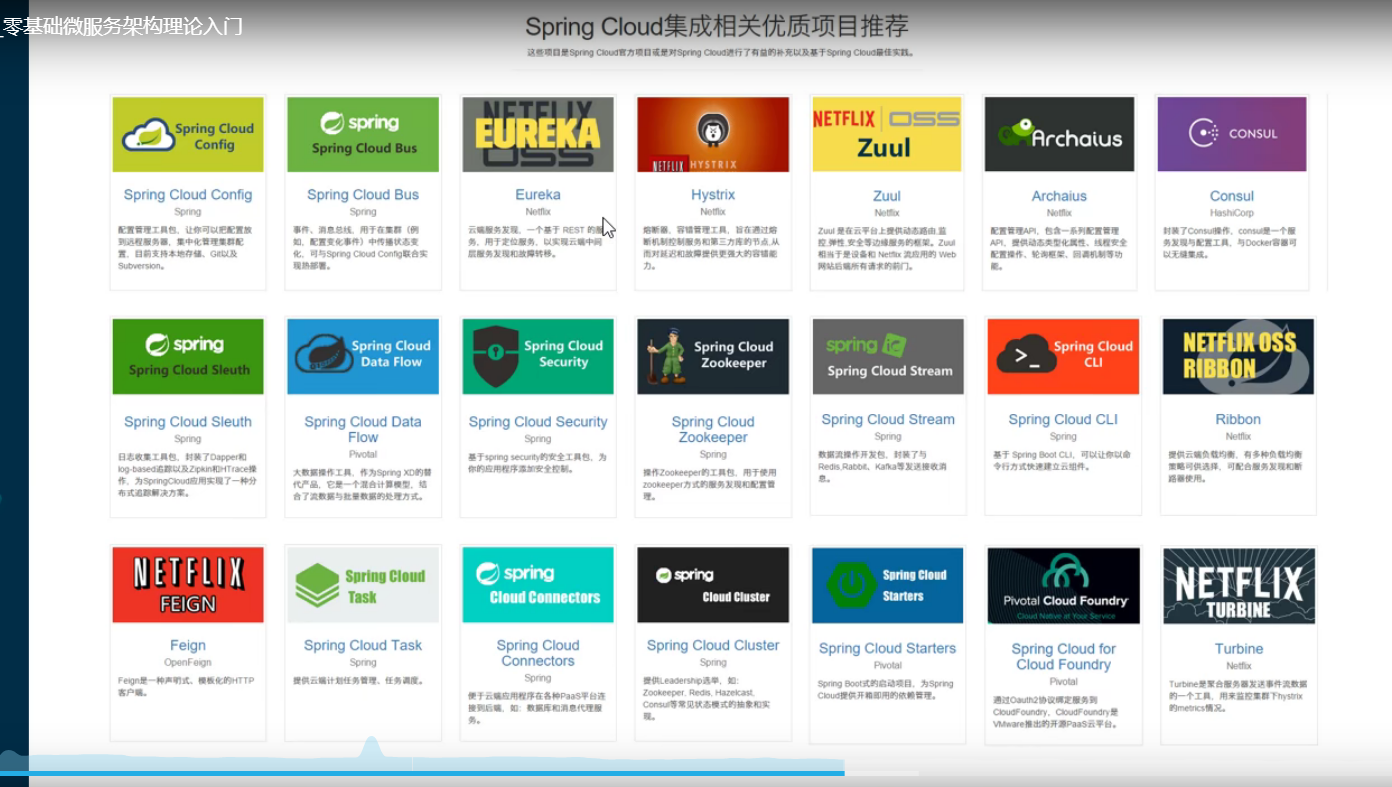 零基础微服务架构理论入门
Spring Cloud集成相关优质项目推荐
这些项目是Spring Cloud官方项目或是对Spring Cloud进行了有益的补充以及基于Spring Cloud最佳实践。
Spring Cloud
Config
Spring Cloud Config
Spring
配置管理工具包，让你可以把配置放
到远程服务器，集中化管理集群配
置，目前支持本地存储、Git以及
Subversion。
spring
Spring Cloud Bus
Spring Cloud Bus
Spring
事件、消息总线，用于在集群（例
如，配置变化事件）中传播状态变
化，可与Spring Cloud Config联合实
现热部署。
NETFLIX
EUREKA
OSS
Eureka
Netflix
云端服务发现，一个基于 REST 的服
务，用于定位服务，以实现云端中间
层服务发现和故障转移。
NETFLIX
HYSTRIX
Hystrix
Netflix
熔断器，容错管理工具，旨在通过熔
断机制控制服务和第三方库的节点,从
而对延迟和故障提供更强大的容错能
力。
NETFLIX OSS
Zuul
Zuul
Netflix
Zuul 是在云平台上提供动态路由,监
控,弹性,安全等边缘服务的框架。Zuul
相当于是设备和 Netflix 流应用的 Web
网站后端所有请求的前门。
Archaius
Archaius
Netflix
配置管理API，包含一系列配置管理
API，提供动态类型化属性、线程安全
配置操作、轮询框架、回调机制等功
能。
CONSUL
Consul
HashiCorp
封装了Consul操作，consul是一个服
务发现与配置工具，与Docker容器可
以无缝集成。
spring
Spring Cloud Sleuth
Spring Cloud Sleuth
Spring
日志收集工具包，封装了Dapper和
log-based追踪以及Zipkin和HTrace操
作，为SpringCloud应用实现了一种分
布式追踪解决方案。
Spring Cloud
Data Flow
Spring Cloud Data
Flow
Pivotal
大数据操作工具，作为Spring XD的替
代产品，它是一个混合计算模型，结
合了流数据与批量数据的处理方式。
Spring Cloud
Security
Spring Cloud Security
Spring
基于spring security的安全工具包，为
你的应用程序添加安全控制。
Spring Cloud
Zookeeper
Spring Cloud
Zookeeper
Spring
操作Zookeeper的工具包，用于使用
zookeeper方式的服务发现和配置管
理。
spring
Spring Cloud Stream
Spring Cloud Stream
Spring
数据流操作开发包，封装了与
Redis,Rabbit、Kafka等发送接收消
息。
Spring Cloud
CLI
Spring Cloud CLI
Spring
基于 Spring Boot CLI，可以让你以命
令行方式快速建立云组件。
NETFLIX OSS
RIBBON
Ribbon
Netflix
提供云端负载均衡，有多种负载均衡
策略可供选择，可配合服务发现和断
路器使用。
NETFLIX
FEIGN
Feign
OpenFeign
Feign是一种声明式、模板化的HTTP
客户端。
Spring Cloud
Task
Spring Cloud Task
Spring
提供云端计划任务管理、任务调度。
spring
Cloud Connectors
Spring Cloud
Connectors
Spring
便于云端应用程序在各种PaaS平台连
接到后端，如：数据库和消息代理服
务。
spring
Cloud Cluster
Spring Cloud Cluster
Spring
提供Leadership选举，如：
Zookeeper, Redis, Hazelcast,
Consul等常见状态模式的抽象和实
现。
Spring Cloud
Starters
Spring Cloud Starters
Pivotal
Spring Boot式的启动项目，为Spring
Cloud提供开箱即用的依赖管理。
Pivotal Cloud Foundry
Cloud Native at Your Service
Spring Cloud for
Cloud Foundry
Pivotal
通过Oauth2协议绑定服务到
CloudFoundry，CloudFoundry是
VMware推出的开源PaaS云平台。
NETFLIX
TURBINE
Turbine
Netflix
Turbine是聚合服务器发送事件流数据
的一个工具，用来监控集群下hystrix
的metrics情况。